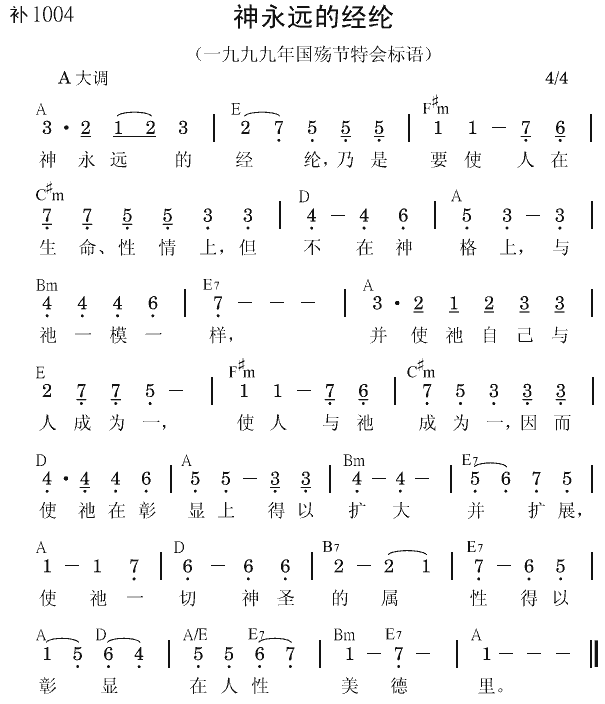 补1004
神永远的经纶
（一九九九年国殇节特会标语）
A大调 4/4
A E F#m
3 • 2 1 2 3 | 2 7 5 5 5 | 1 1 － 7 6 |
神永远的经纶,乃是要使人在
C#m D A
7 7 5 5 3 3 | 4 － 4 6 | 5 3 － 3 |
生命、性情上,但不在神格上,与
Bm E7 A
4 4 4 6 | 7 － － － | 3 • 2 1 2 3 3 |
祂一模一样,并使祂自己与
E F#m C#m
2 7 7 5 － | 1 1 － 7 6 | 7 5 3 3 3 |
人成为一,使人与祂成为一,因而
D A Bm E7
4 • 4 4 6 | 5 5 － 3 3 | 4 － 4 － | 5 6 7 5 |
使祂在彰显上得以扩大并扩展,
A D B7 E7
1 － 1 7 | 6 － 6 6 | 2 － 2 1 | 7 － 6 5 |
使祂一切神圣的属性得以
A D A/E E7 Bm E7 A
1 5 6 4 | 5 5 6 7 | 1 － 7 － | 1 － － － ‖
彰显在人性美德里。